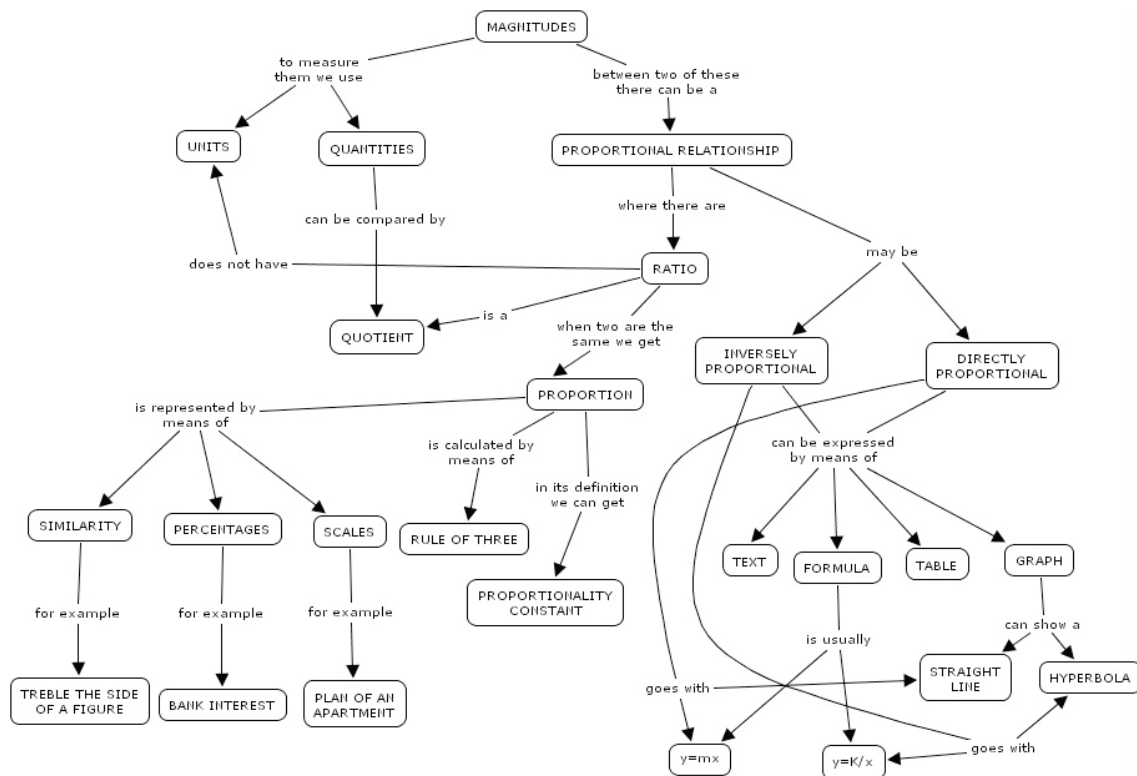 MAGNITUDES
to measure
them we use
between two of these
there can be a
UNITS
QUANTITIES
PROPORTIONAL RELATIONSHIP
can be compared by
where there are
does not have
RATIO
may be
is a
QUOTIENT
when two are the
same we get
INVERSELY
PROPORTIONAL
DIRECTLY
PROPORTIONAL
PROPORTION
is represented by
means of
is calculated by
means of
can be expressed
by means of
in its definition
we can get
SIMILARITY
PERCENTAGES
SCALES
RULE OF THREE
TEXT
FORMULA
TABLE
GRAPH
PROPORTIONALITY
CONSTANT
for example
for example
for example
can show a
is usually
TREBLE THE SIDE
OF A FIGURE
BANK INTEREST
PLAN OF AN
APARTMENT
goes with
STRAIGHT
LINE
HYPERBOLA
y=mx
y=K/x
goes with